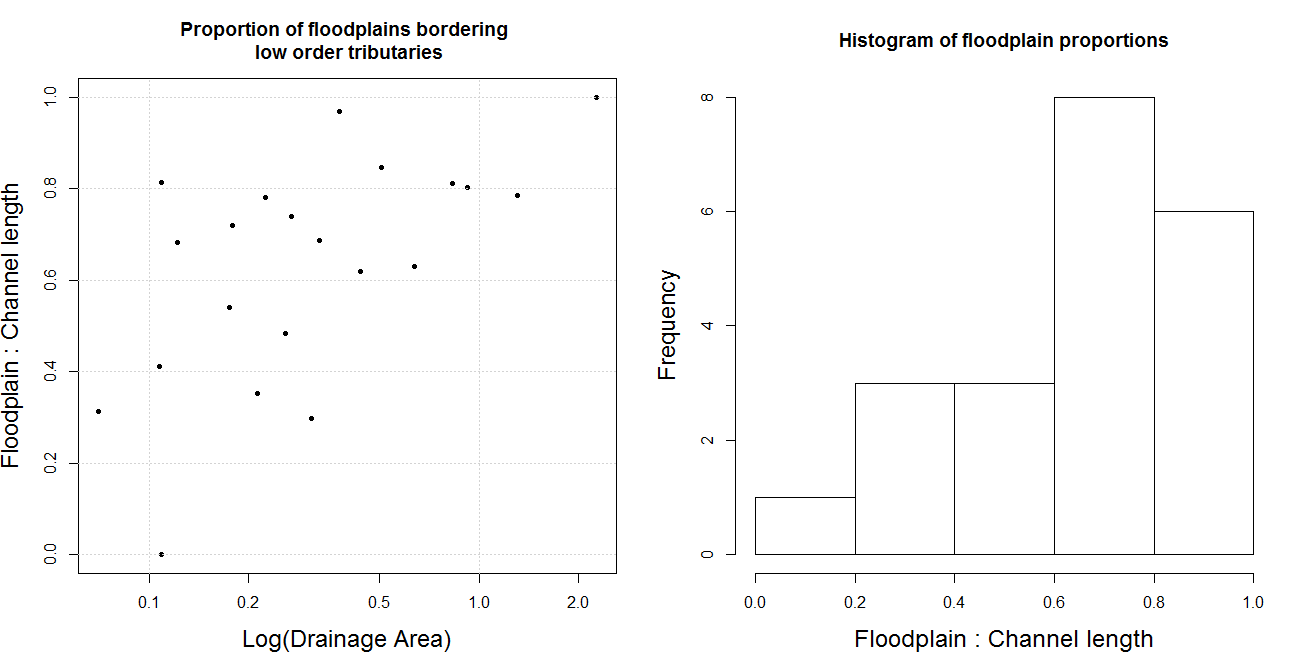 Proportion of floodplains bordering
low order tributaries
Floodplain : Channel length
1.0
0.8
0.6
0.4
0.2
0.0
0.1 0.2 0.5 1.0 2.0
Log(Drainage Area)
Histogram of floodplain proportions
Frequency
8
6
4
2
0
0.0 0.2 0.4 0.6 0.8 1.0
Floodplain : Channel length